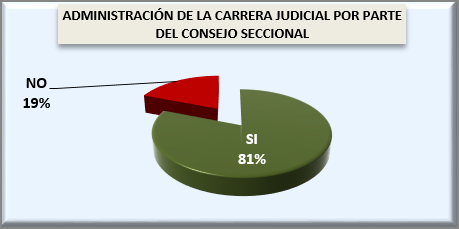 ADMINISTRACIÓN DE LA CARRERA JUDICIAL POR PARTE
DEL CONSEJO SECCIONAL
NO
19%
SI
81%